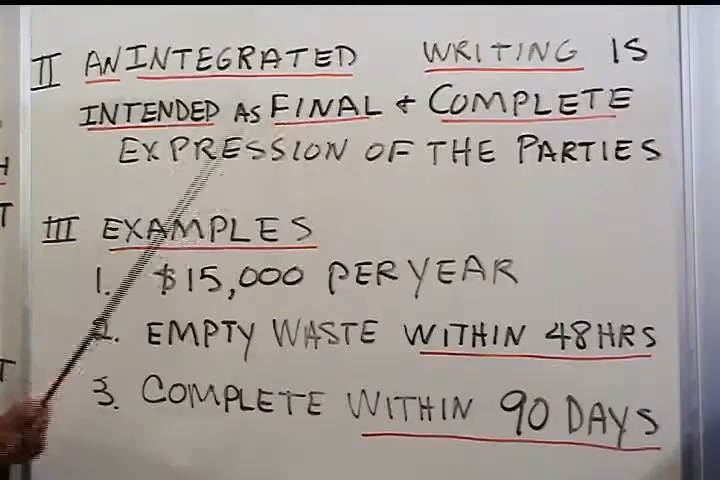 II AN INTEGRATED WRITING IS
INTENDED AS FINAL + COMPLETE
EXPRESSION OF THE PARTIES
III EXAMPLES
1. $15,000 PER YEAR
2. EMPTY WASTE WITHIN 48HRS
3. COMPLETE WITHIN 90 DAYS